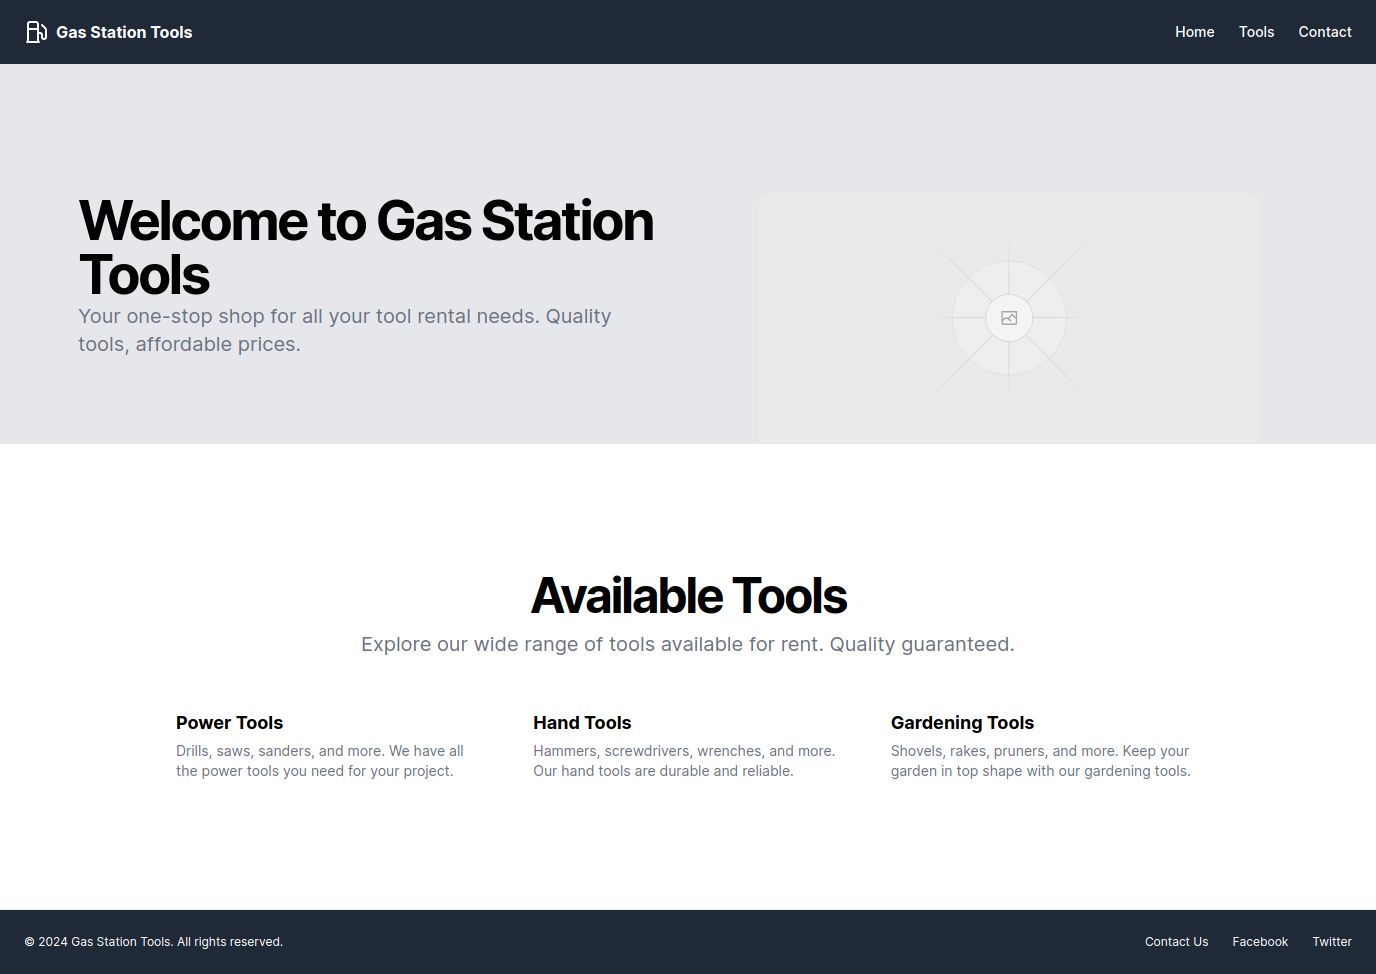 Gas Station Tools
Home Tools Contact
Welcome to Gas Station
Tools
Your one-stop shop for all your tool rental needs. Quality
tools, affordable prices.
Available Tools
Explore our wide range of tools available for rent. Quality guaranteed.
Power Tools
Drills, saws, sanders, and more. We have all
the power tools you need for your project.
Hand Tools
Hammers, screwdrivers, wrenches, and more.
Our hand tools are durable and reliable.
Gardening Tools
Shovels, rakes, pruners, and more. Keep your
garden in top shape with our gardening tools.
© 2024 Gas Station Tools. All rights reserved.
Contact Us Facebook Twitter